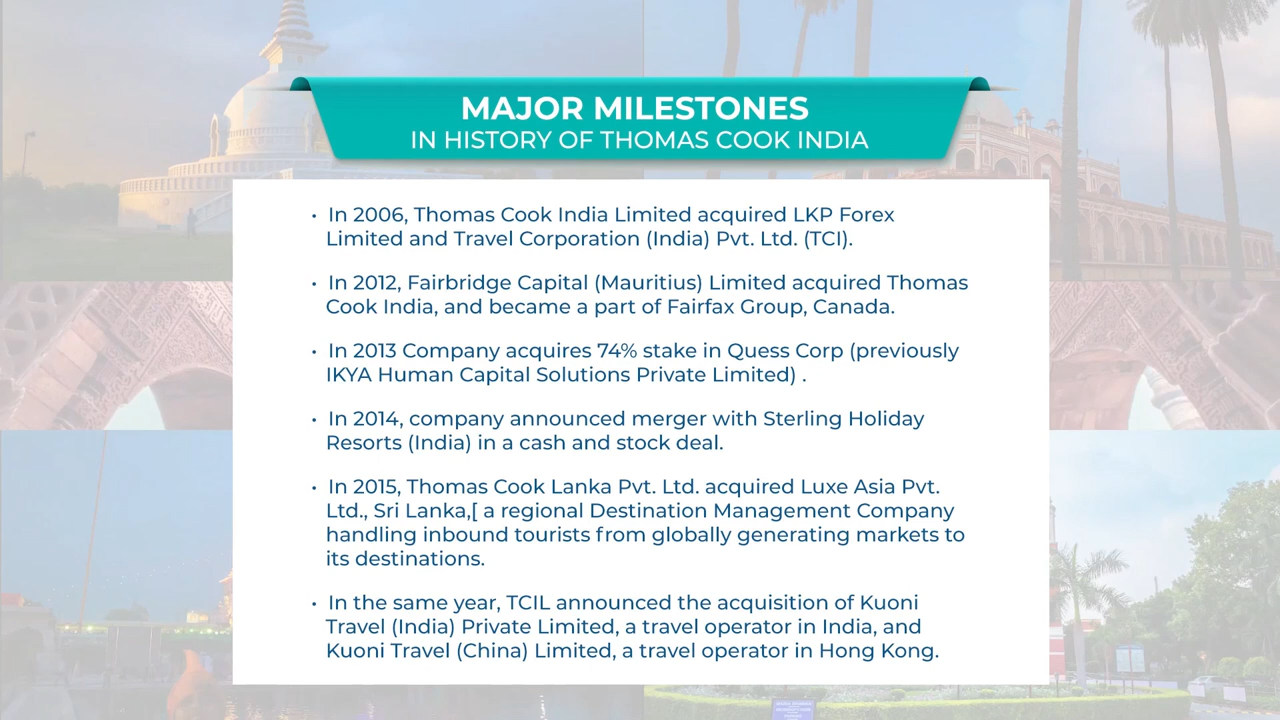 MAJOR MILESTONES
IN HISTORY OF THOMAS COOK INDIA
• In 2006, Thomas Cook India Limited acquired LKP Forex
Limited and Travel Corporation (India) Pvt. Ltd. (TCI).
• In 2012, Fairbridge Capital (Mauritius) Limited acquired Thomas
Cook India, and became a part of Fairfax Group, Canada.
• In 2013 Company acquires 74% stake in Quess Corp (previously
IKYA Human Capital Solutions Private Limited) .
• In 2014, company announced merger with Sterling Holiday
Resorts (India) in a cash and stock deal.
• In 2015, Thomas Cook Lanka Pvt. Ltd. acquired Luxe Asia Pvt.
Ltd., Sri Lanka,[ a regional Destination Management Company
handling inbound tourists from globally generating markets to
its destinations.
• In the same year, TCIL announced the acquisition of Kuoni
Travel (India) Private Limited, a travel operator in India, and
Kuoni Travel (China) Limited, a travel operator in Hong Kong.